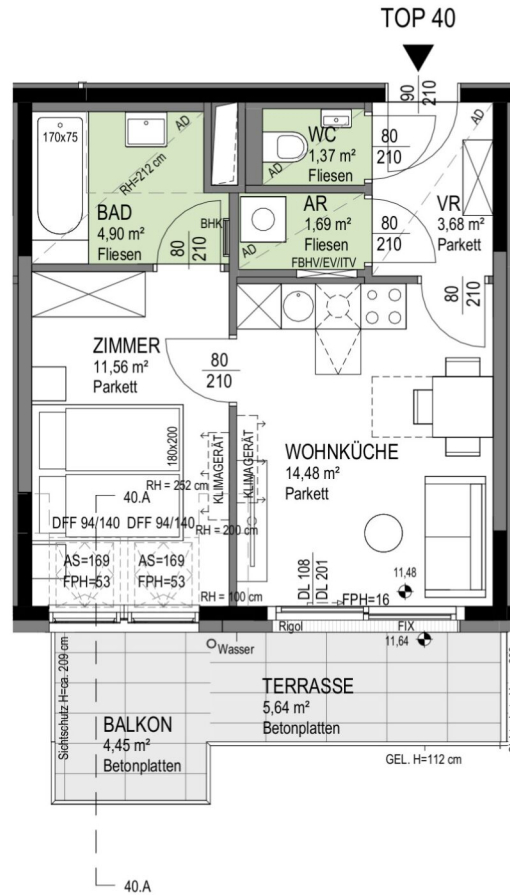 TOP 40
90
210
170x75
AD
RH=212 cm
BAD
4,90 m²
Fliesen
BHK
80
210
WC
1,37 m²
Fliesen
AD
80
210
AR
1,69 m²
Fliesen
AD
FBHV/EV/ITV
80
210
AD
VR
3,68 m²
Parkett
80
210
ZIMMER
11,56 m²
Parkett
80
210
180x200
KLIMAGERÄT
KLIMAGERÄT
WOHNKÜCHE
14,48 m²
Parkett
RH = 252 cm
40.A
DFF 94/140
DFF 94/140
RH = 200 cm
AS=169
FPH=53
AS=169
FPH=53
RH = 100 cm
DL 108
DL 201
FPH=16
11,48
Rigol
FIX
11,64
Wasser
Sichtschutz H=ca. 209 cm
TERRASSE
5,64 m²
Betonplatten
BALKON
4,45 m²
Betonplatten
GEL. H=112 cm
40.A